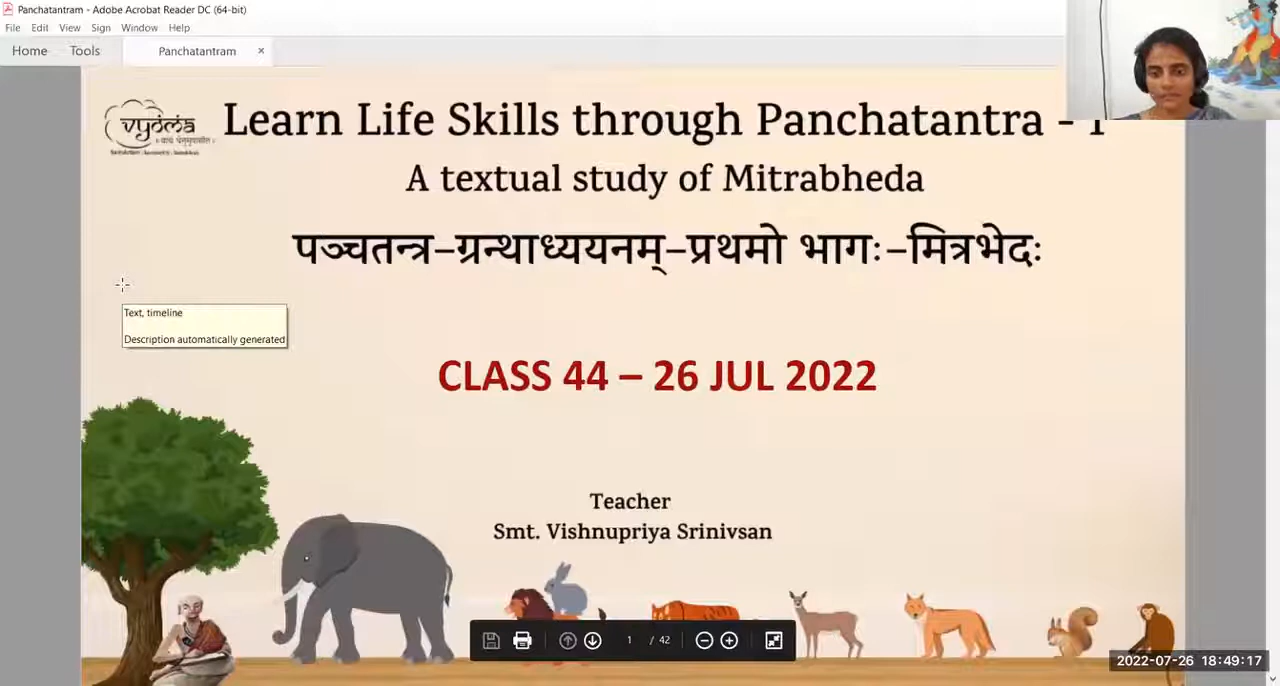 Panchatantram - Adobe Acrobat Reader DC (64-bit)
File Edit View Sign Window Help
Home Tools Panchatantram ×
vyoma
Learn Life Skills through Panchatantra - I
A textual study of Mitrabheda
पञ्चतन्त्र-ग्रन्थाध्ययनम्-प्रथमो भागः-मित्रभेदः
Text, timeline
Description automatically generated
CLASS 44 – 26 JUL 2022
Teacher
Smt. Vishnupriya Srinivsan
1 / 42
2022-07-26 18:49:17